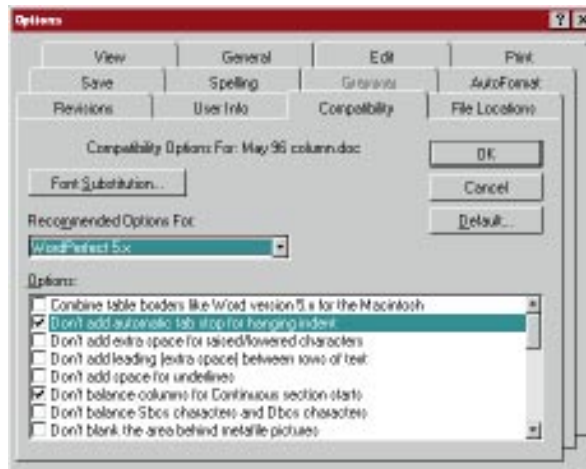 Options
View General Edit Print
Save Spelling Grammar AutoFormat
Revisions User Info Compatibility File Locations
Compatibility Options For: May 96 column.doc
OK
Font Substitution...
Cancel
Recommended Options For:
Default...
WordPerfect 5.x
Options:
Combine table borders like Word version 5.x for the Macintosh
Don't add automatic tab stop for hanging indent
Don't add extra space for raised/lowered characters
Don't add leading (extra space) between rows of text
Don't add space for underlines
Don't balance columns for Continuous section starts
Don't balance Sbcs characters and Dbcs characters
Don't blank the area behind metafile pictures